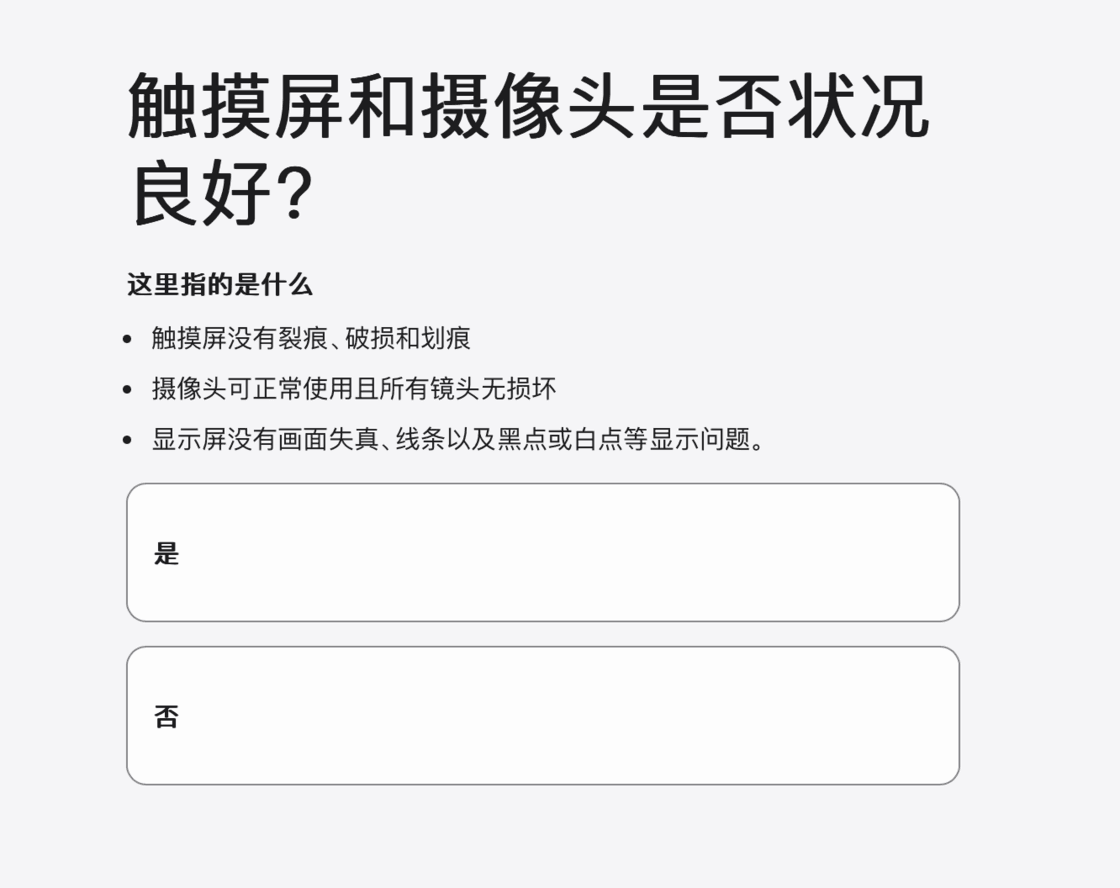 触摸屏和摄像头是否状况
良好?
这里指的是什么
触摸屏没有裂痕、破损和划痕
摄像头可正常使用且所有镜头无损坏
显示屏没有画面失真、线条以及黑点或白点等显示问题。
是
否